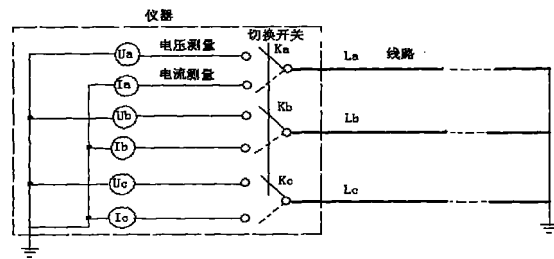 仪器
切换开关
Ua 电压测量 Ka La 线路
Ia 电流测量
Ub Kb Lb
Ib
Uc Kc Lc
Ic